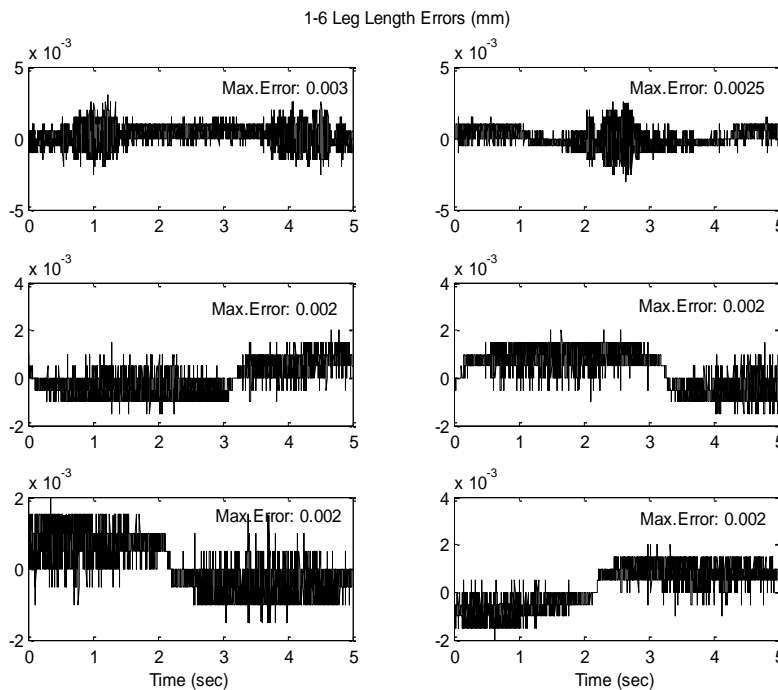 1-6 Leg Length Errors (mm)
x 10^-3
5
0
-5
Max.Error: 0.003
0 1 2 3 4 5
x 10^-3
5
0
-5
Max.Error: 0.0025
0 1 2 3 4 5
x 10^-3
4
2
0
-2
Max.Error: 0.002
0 1 2 3 4 5
x 10^-3
4
2
0
-2
Max.Error: 0.002
0 1 2 3 4 5
x 10^-3
2
0
-2
Max.Error: 0.002
0 1 2 3 4 5
Time (sec)
x 10^-3
4
2
0
-2
Max.Error: 0.002
0 1 2 3 4 5
Time (sec)